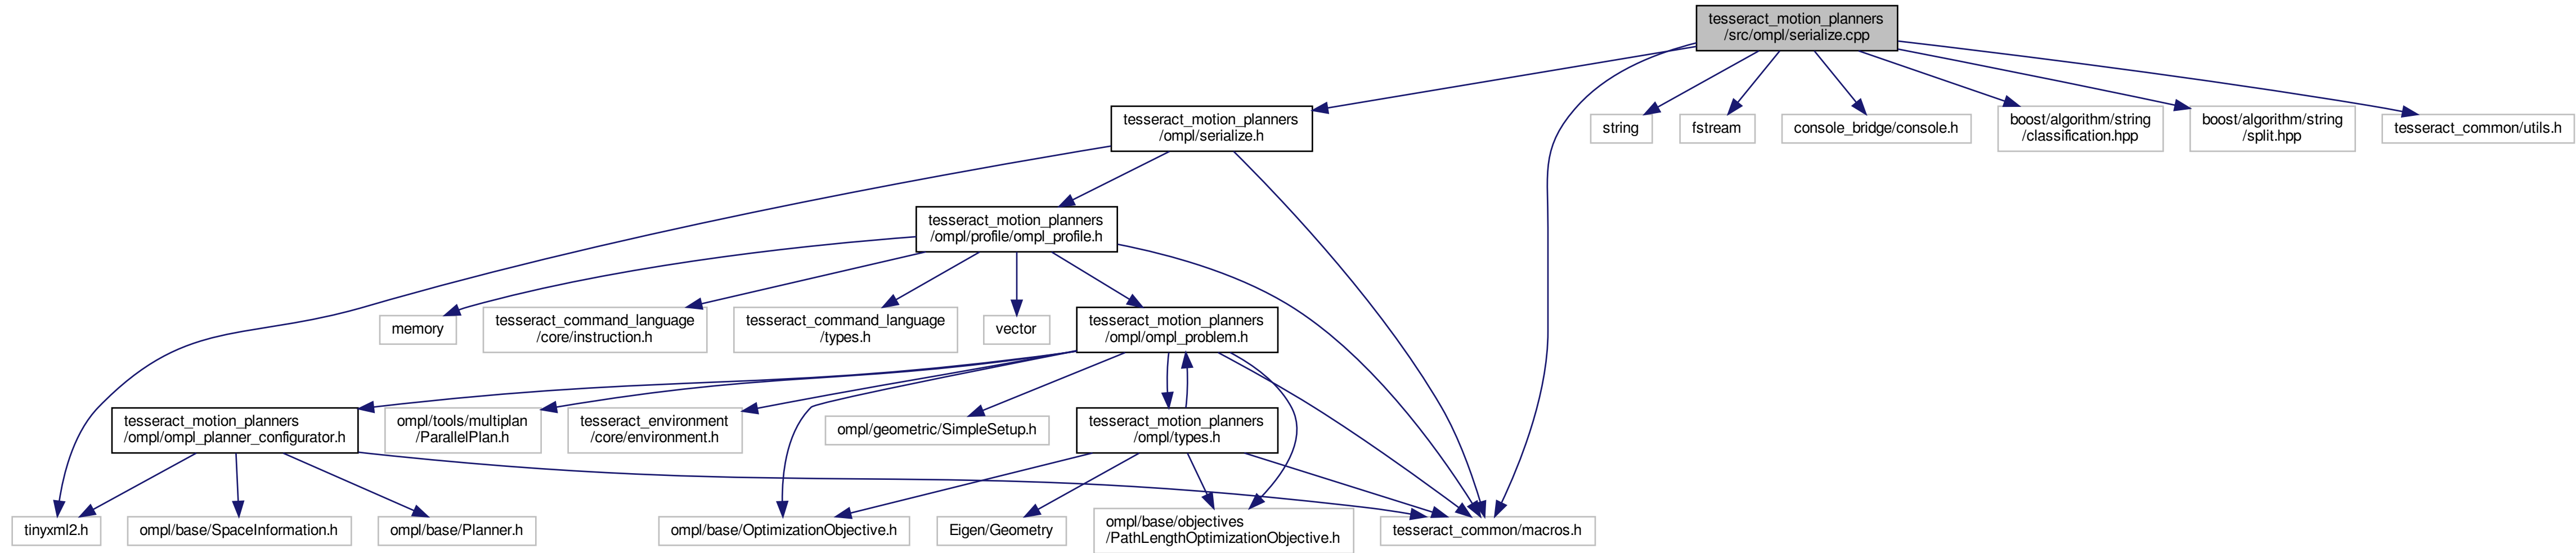 tesseract_motion_planners
/src/ompl/serialize.cpp
tesseract_motion_planners
/ompl/serialize.h
string
fstream
console_bridge/console.h
boost/algorithm/string
/classification.hpp
boost/algorithm/string
/split.hpp
tesseract_common/utils.h
tesseract_motion_planners
/ompl/profile/ompl_profile.h
memory
tesseract_command_language
/core/instruction.h
tesseract_command_language
/types.h
vector
tesseract_motion_planners
/ompl/ompl_problem.h
tesseract_motion_planners
/ompl/ompl_planner_configurator.h
ompl/tools/multiplan
/ParallelPlan.h
tesseract_environment
/core/environment.h
ompl/geometric/SimpleSetup.h
tesseract_motion_planners
/ompl/types.h
tinyxml2.h
ompl/base/SpaceInformation.h
ompl/base/Planner.h
ompl/base/OptimizationObjective.h
Eigen/Geometry
ompl/base/objectives
/PathLengthOptimizationObjective.h
tesseract_common/macros.h